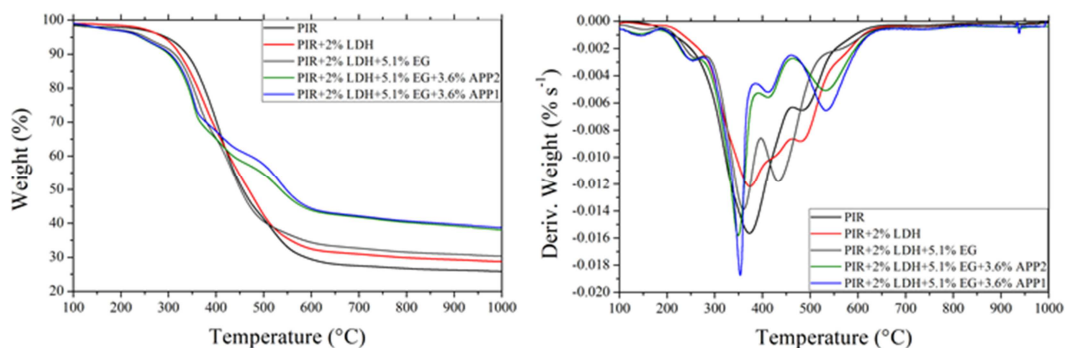 100
90
80
70
60
50
40
30
20
Weight (%)
PIR
PIR+2% LDH
PIR+2% LDH+5.1% EG
PIR+2% LDH+5.1% EG+3.6% APP2
PIR+2% LDH+5.1% EG+3.6% APP1
100 200 300 400 500 600 700 800 900 1000
Temperature (°C)
0.000
-0.002
-0.004
-0.006
-0.008
-0.010
-0.012
-0.014
-0.016
-0.018
-0.020
Deriv. Weight (% s⁻¹)
PIR
PIR+2% LDH
PIR+2% LDH+5.1% EG
PIR+2% LDH+5.1% EG+3.6% APP2
PIR+2% LDH+5.1% EG+3.6% APP1
100 200 300 400 500 600 700 800 900 1000
Temperature (°C)